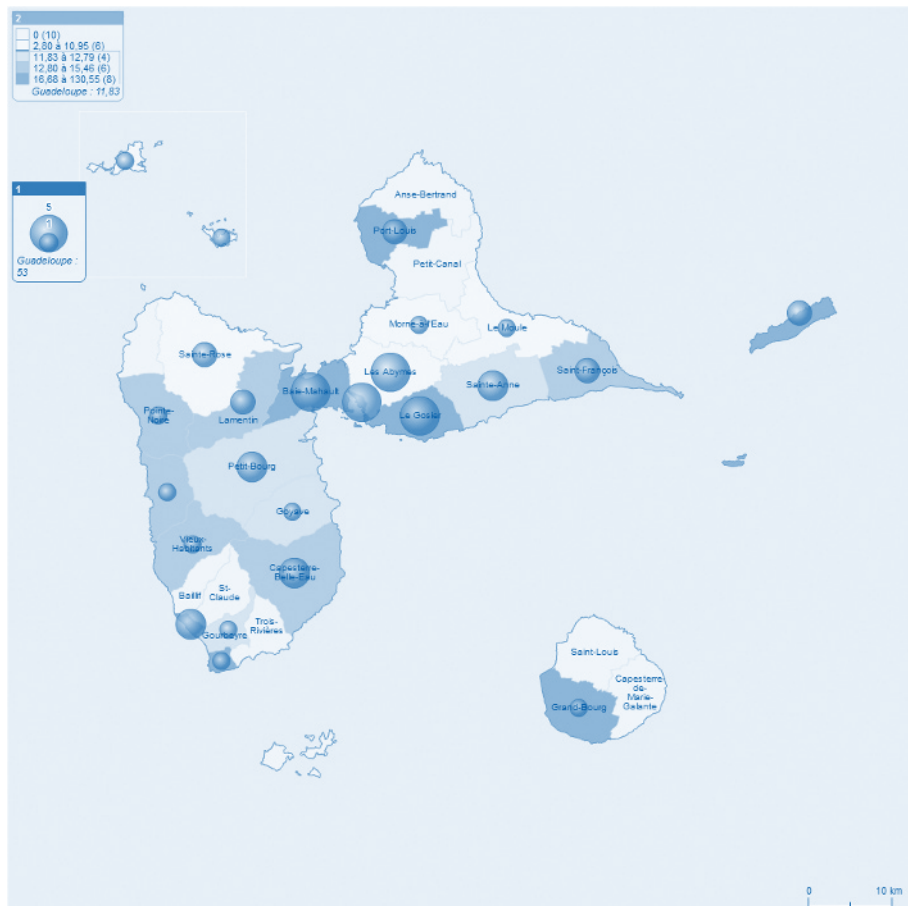 2
0 (10)
2,80 à 10,95 (6)
11,83 à 12,79 (4)
12,80 à 15,46 (6)
16,68 à 130,55 (8)
Guadeloupe : 11,83
1
5
1
Guadeloupe :
53
Anse-Bertrand
Port-Louis
Petit-Canal
Morne-à-l'Eau
Le Moule
Sainte-Rose
Les Abymes
Saint-François
Sainte-Anne
Baie-Mahault
Le Gosier
Pointe-
Noire
Lamentin
Petit-Bourg
Goyave
Vieux-
Habitants
Capesterre-
Belle-Eau
St-
Claude
Baillif
Trois-
Rivières
Gourbeyre
Saint-Louis
Capesterre-
de-
Marie-
Galante
Grand-Bourg
0 10 km